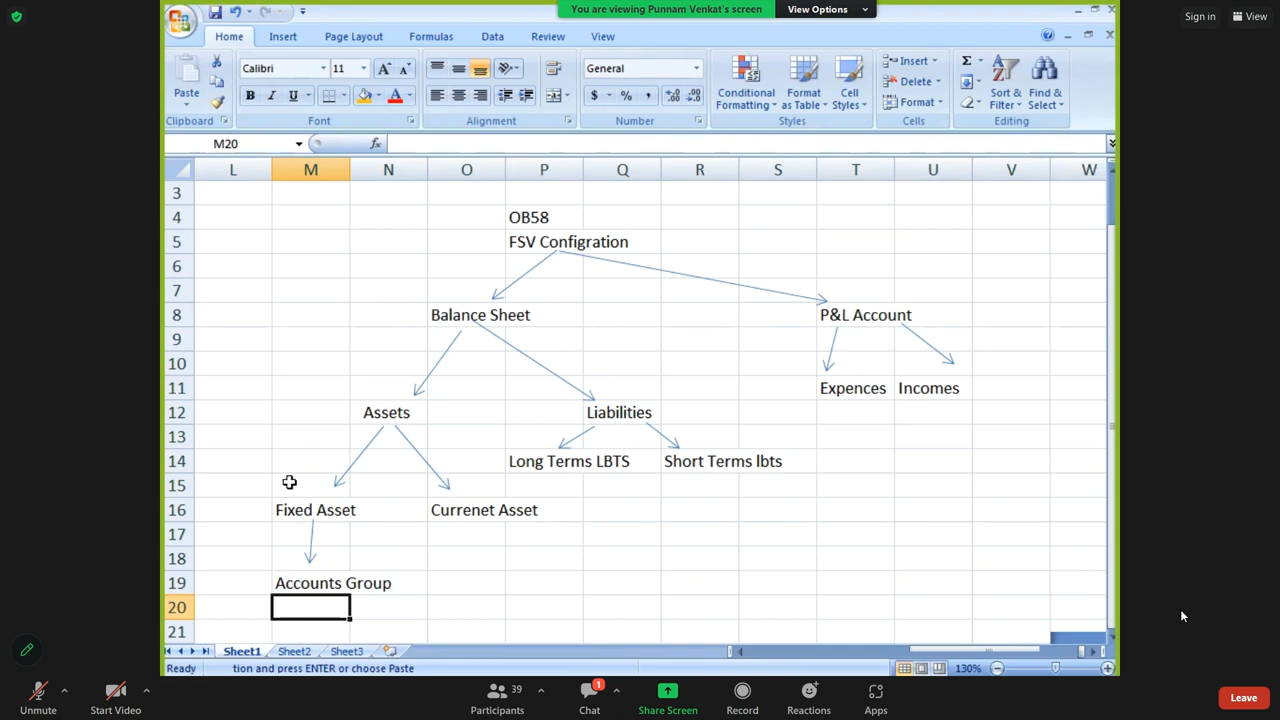 You are viewing Punnam Venkat's screen
View Options
Sign in
View
Home
Insert
Page Layout
Formulas
Data
Review
View
Paste
Clipboard
Calibri
11
A A
B I U
A
Font
Alignment
General
$ % ,
Number
Conditional Formatting
Format as Table
Cell Styles
Styles
Insert
Delete
Format
Cells
Σ
Sort & Filter
Find & Select
Editing
M20
fx
L M N O P Q R S T U V W
3
4 OB58
5 FSV Configration
6
7
8 Balance Sheet P&L Account
9
10
11 Expences Incomes
12 Assets Liabilities
13
14 Long Terms LBTS Short Terms lbts
15
16 Fixed Asset Currenet Asset
17
18
19 Accounts Group
20
21
Sheet1 Sheet2 Sheet3
Ready tion and press ENTER or choose Paste
130%
Unmute
Start Video
39
Participants
1
Chat
Share Screen
Record
Reactions
Apps
Leave